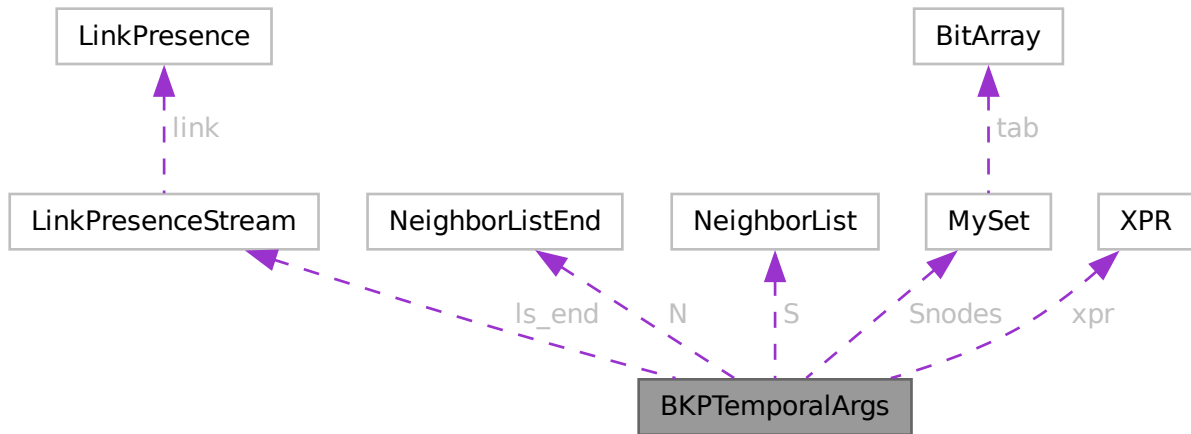 LinkPresence
BitArray
link
tab
LinkPresenceStream
NeighborListEnd
NeighborList
MySet
XPR
ls_end
N
S
Snodes
xpr
BKPTemporalArgs